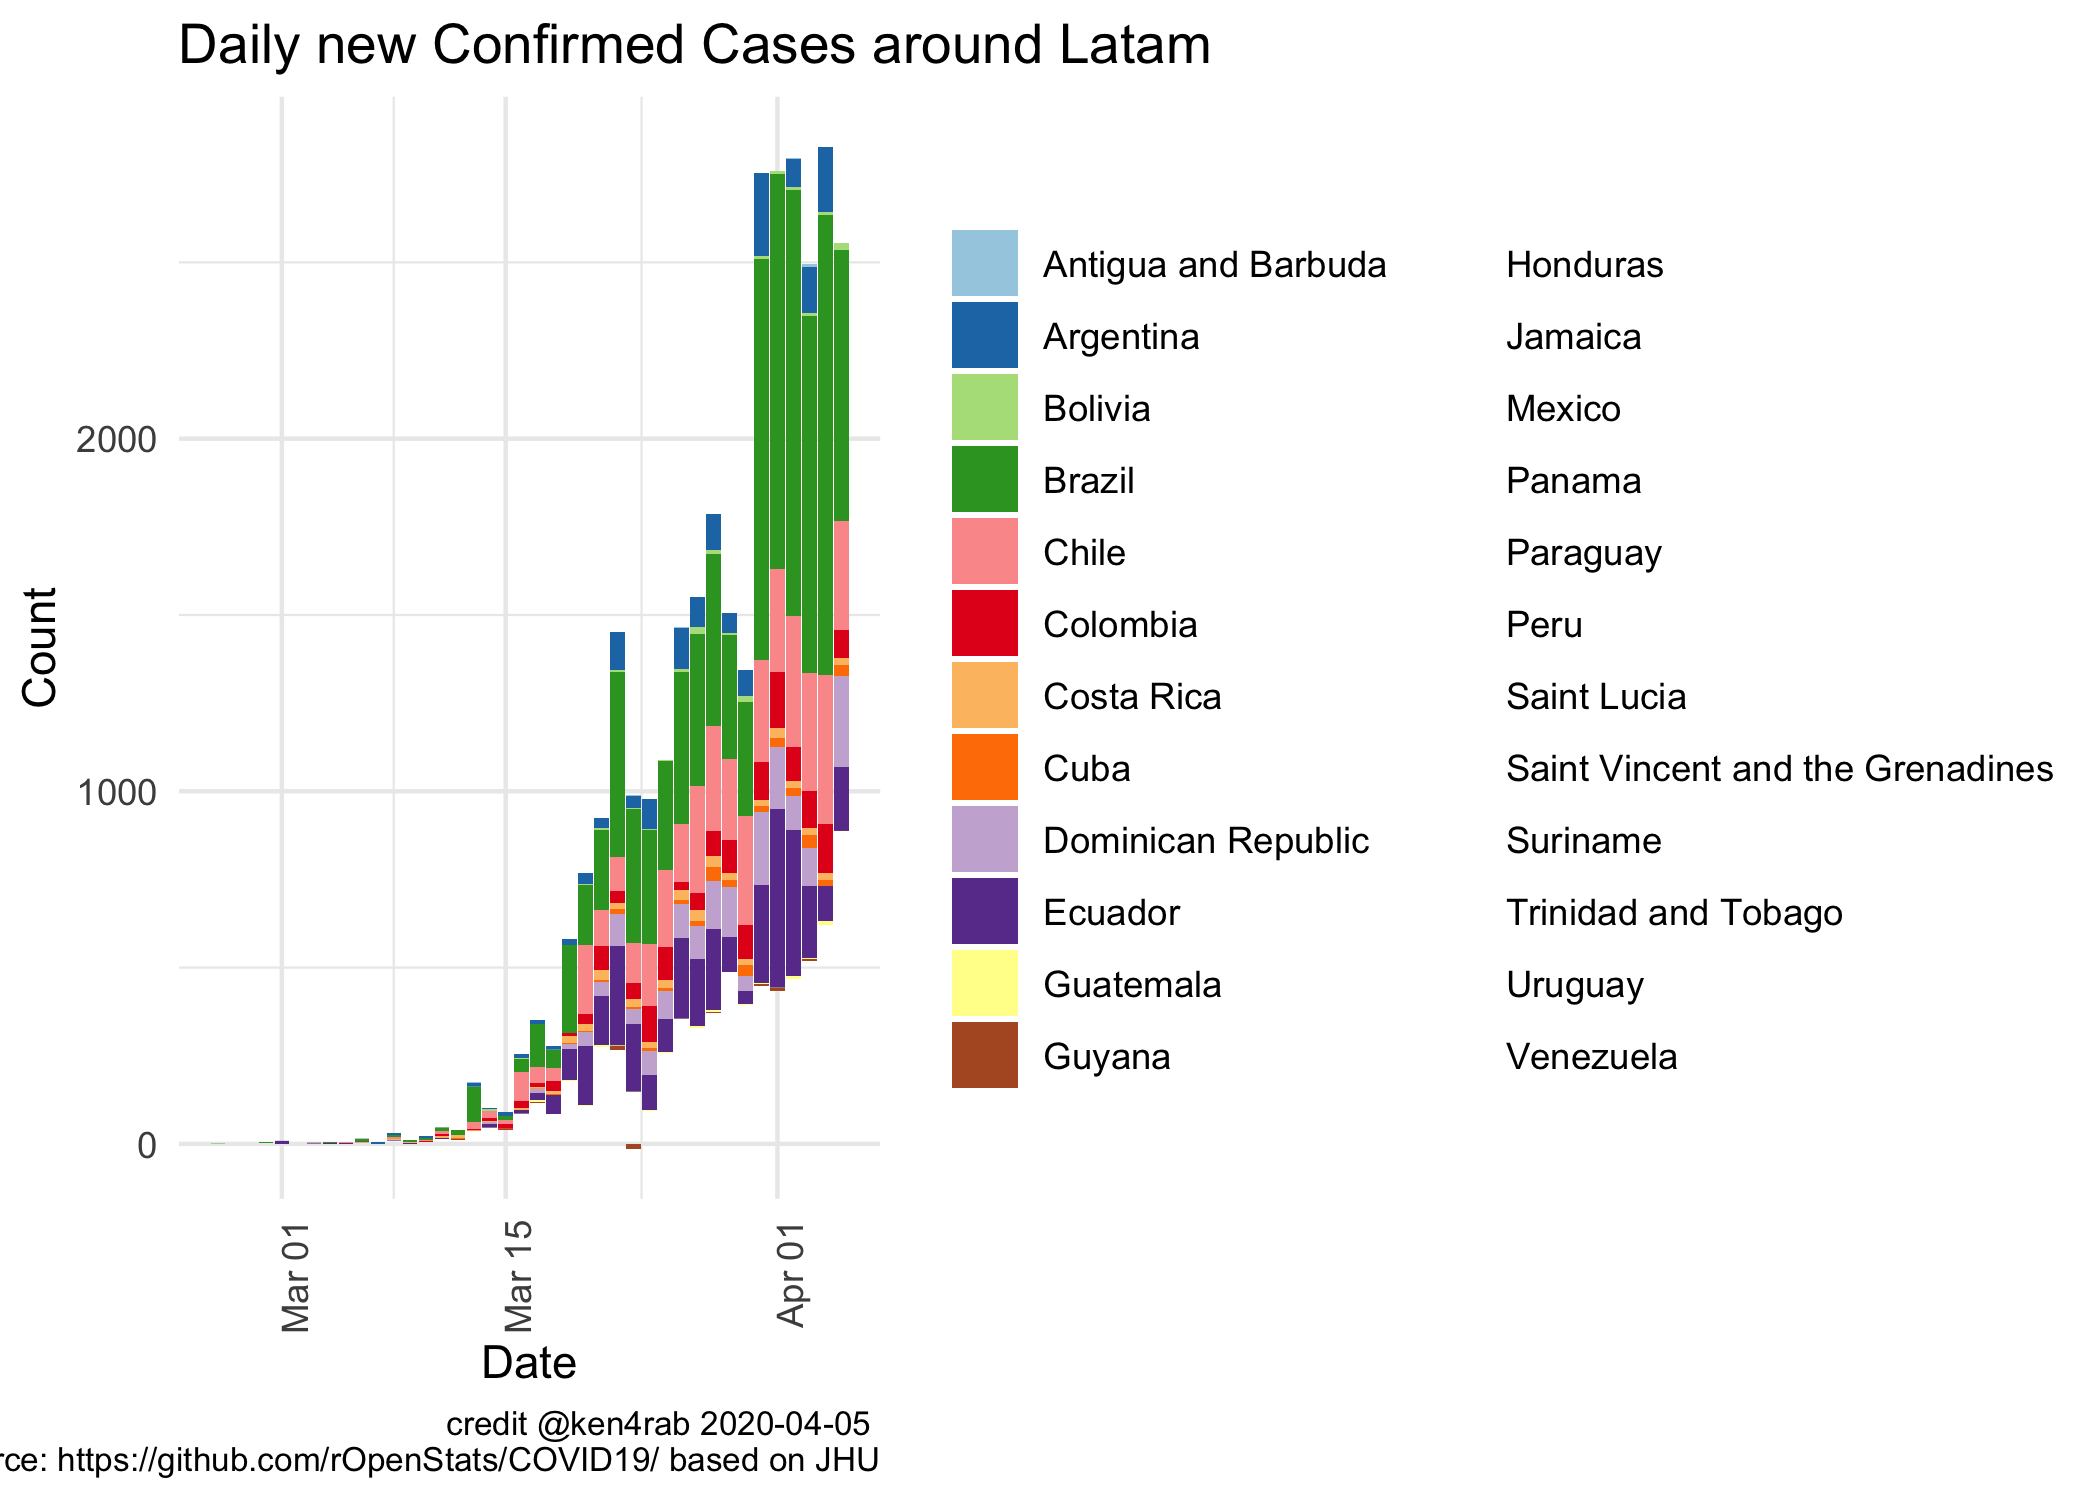 Daily new Confirmed Cases around Latam
Count
2000
1000
0
Mar 01
Mar 15
Apr 01
Date
Antigua and Barbuda
Argentina
Bolivia
Brazil
Chile
Colombia
Costa Rica
Cuba
Dominican Republic
Ecuador
Guatemala
Guyana
Honduras
Jamaica
Mexico
Panama
Paraguay
Peru
Saint Lucia
Saint Vincent and the Grenadines
Suriname
Trinidad and Tobago
Uruguay
Venezuela
credit @ken4rab 2020-04-05
rce: https://github.com/rOpenStats/COVID19/ based on JHU